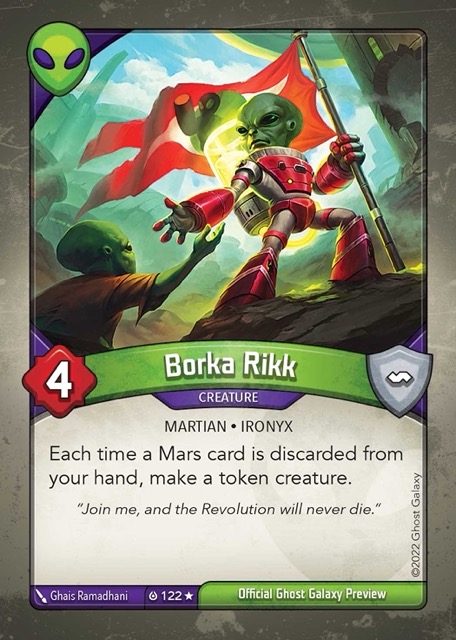 4
Borka Rikk
CREATURE
MARTIAN • IRONYX
Each time a Mars card is discarded from
your hand, make a token creature.
“Join me, and the Revolution will never die.”
©2022 Ghost Galaxy
Ghais Ramadhani
122 ★
Official Ghost Galaxy Preview